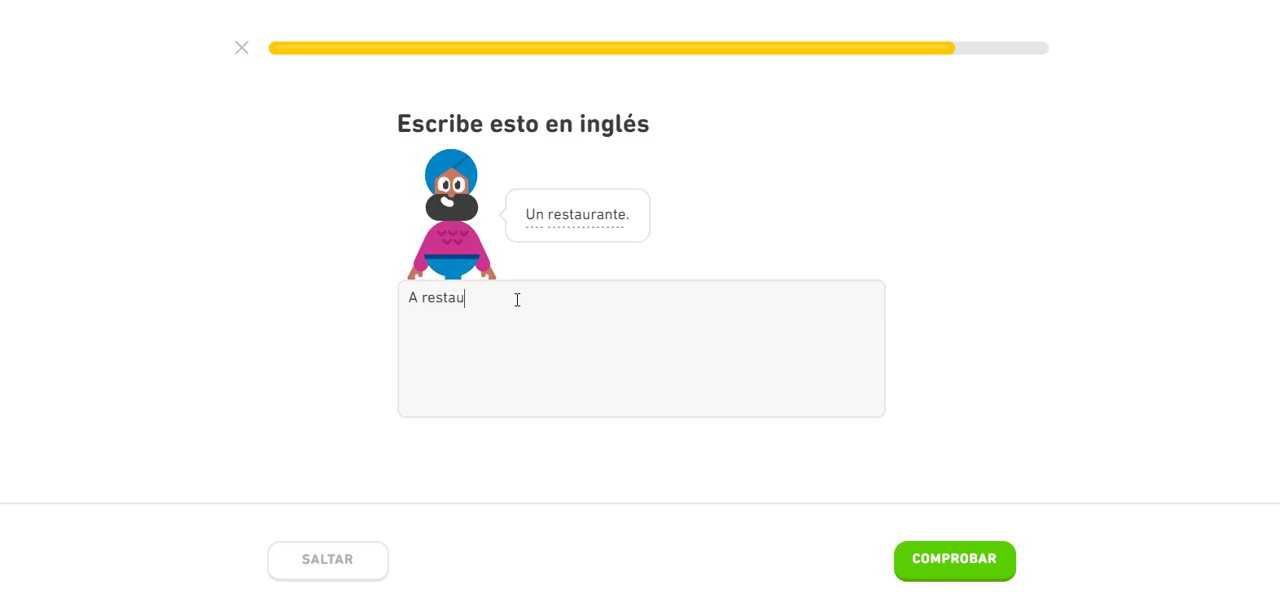 Escribe esto en inglés
Un restaurante.
A restau
SALTAR
COMPROBAR